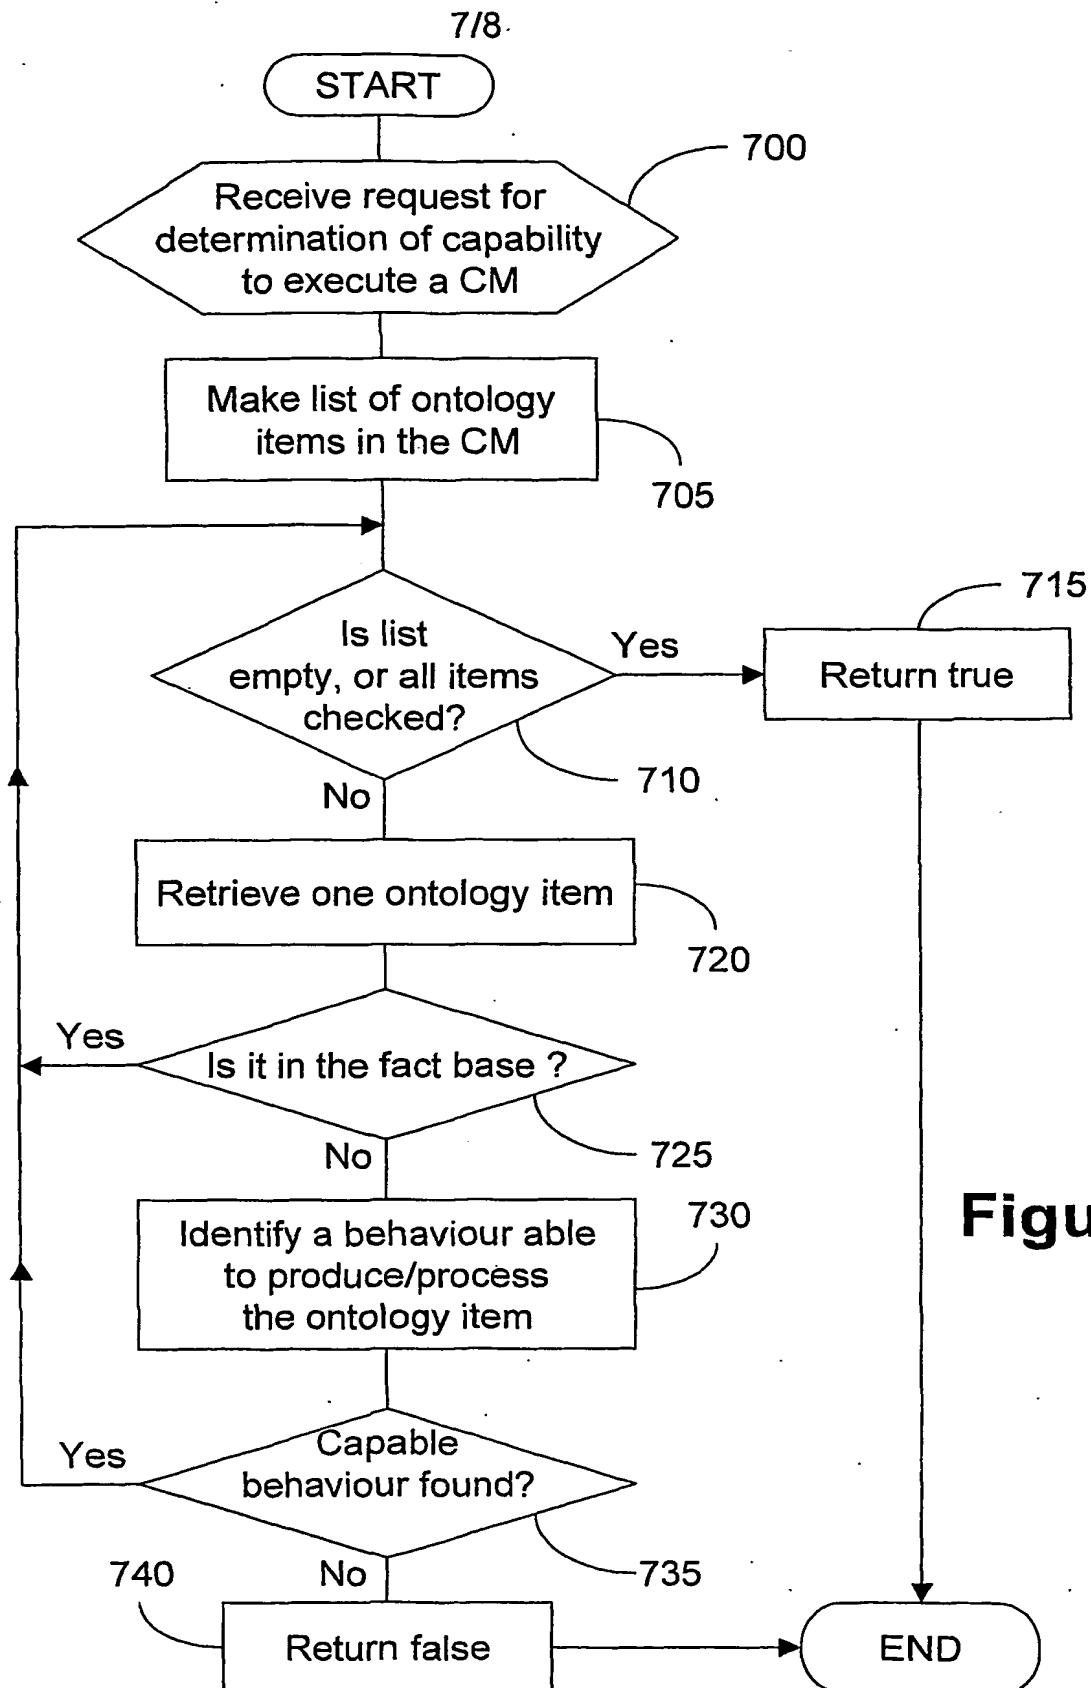 7/8
START
700
Receive request for
determination of capability
to execute a CM
Make list of ontology
items in the CM
705
715
Is list
empty, or all items
checked?
Yes
Return true
710
No
Retrieve one ontology item
720
Yes
Is it in the fact base ?
725
No
730
Identify a behaviour able
to produce/process
the ontology item
Figu
Yes
Capable
behaviour found?
735
740
No
Return false
END